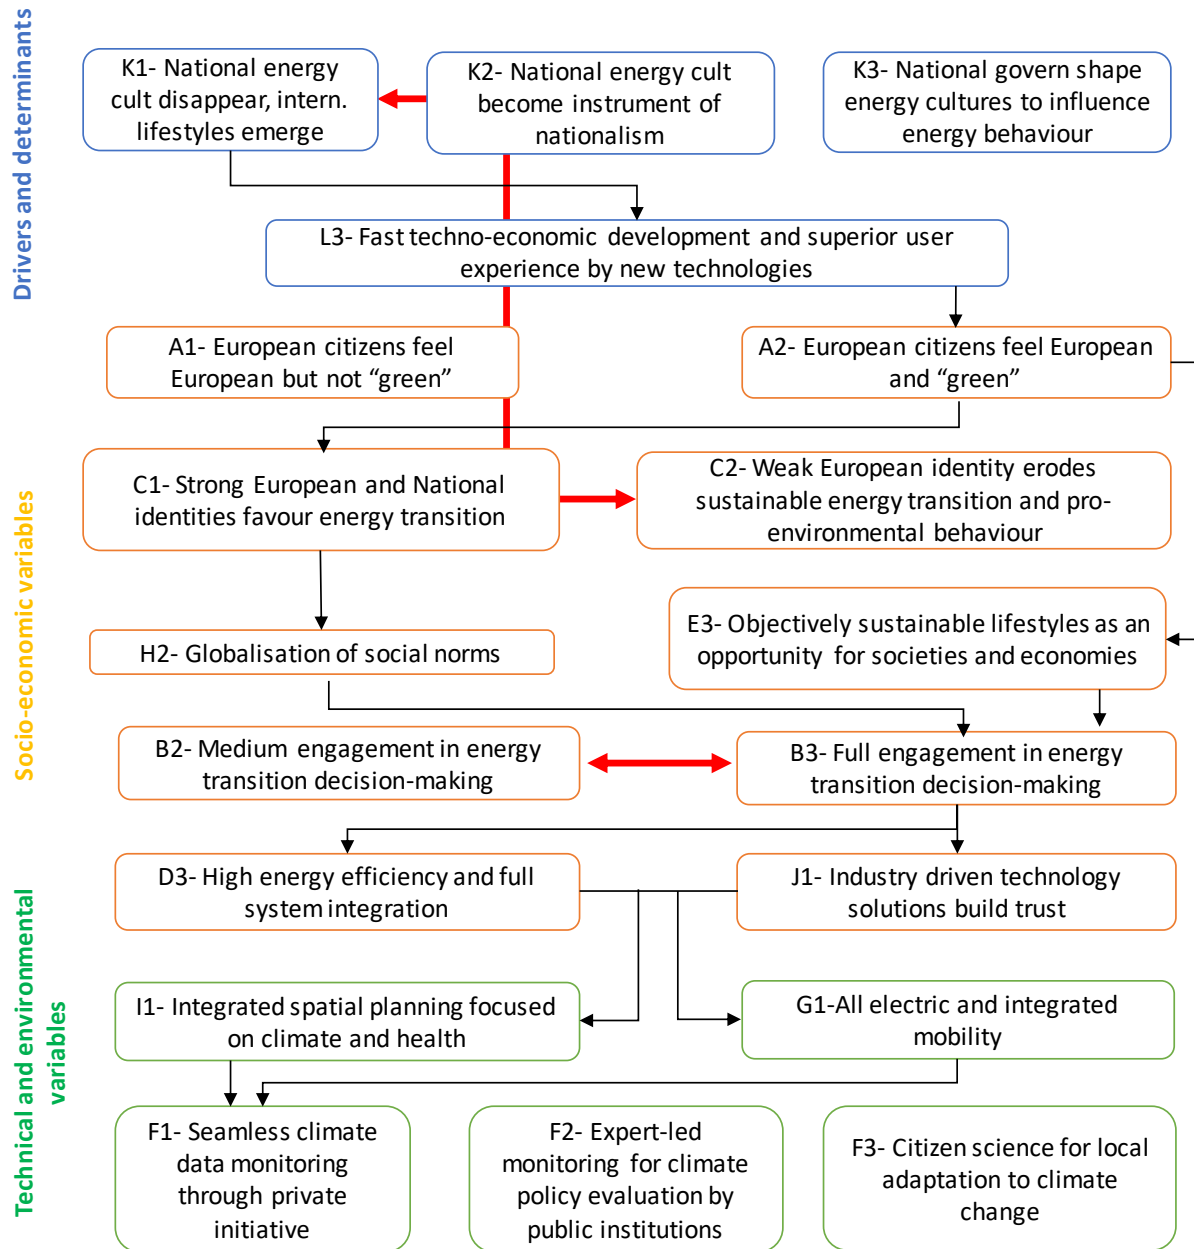 Drivers and determinants
K1- National energy
cult disappear, intern.
lifestyles emerge
K2- National energy cult
become instrument of
nationalism
K3- National govern shape
energy cultures to influence
energy behaviour
L3- Fast techno-economic development and superior user
experience by new technologies
Socio-economic variables
A1- European citizens feel
European but not “green”
A2- European citizens feel European
and “green”
C1- Strong European and National
identities favour energy transition
C2- Weak European identity erodes
sustainable energy transition and pro-
environmental behaviour
H2- Globalisation of social norms
E3- Objectively sustainable lifestyles as an
opportunity for societies and economies
B2- Medium engagement in energy
transition decision-making
B3- Full engagement in energy
transition decision-making
D3- High energy efficiency and full
system integration
J1- Industry driven technology
solutions build trust
Technical and environmental
variables
I1- Integrated spatial planning focused
on climate and health
G1-All electric and integrated
mobility
F1- Seamless climate
data monitoring
through private
initiative
F2- Expert-led
monitoring for climate
policy evaluation by
public institutions
F3- Citizen science for local
adaptation to climate
change